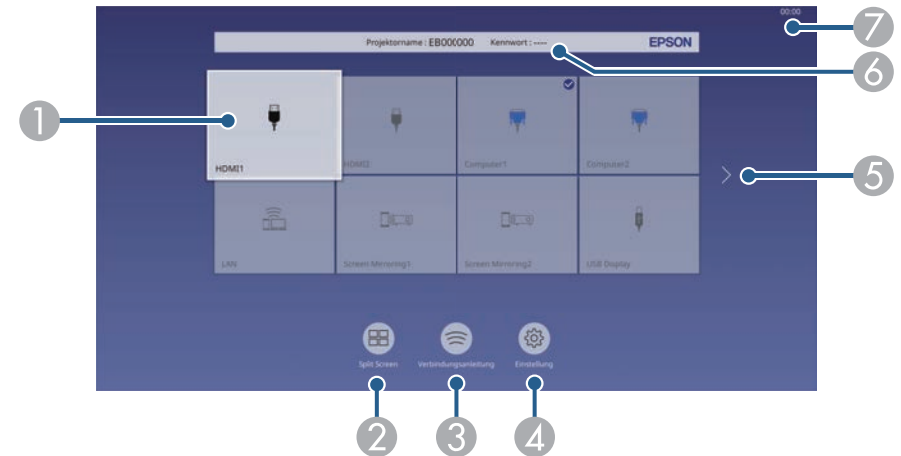 00:00
7
Projektorname : EB000000 Kennwort : ---- EPSON
6
1
HDMI1
HDMI2
Computer1
Computer2
5
LAN
Screen Mirroring1
Screen Mirroring2
USB Display
Split Screen
Verbindungsanleitung
Einstellung
2
3
4